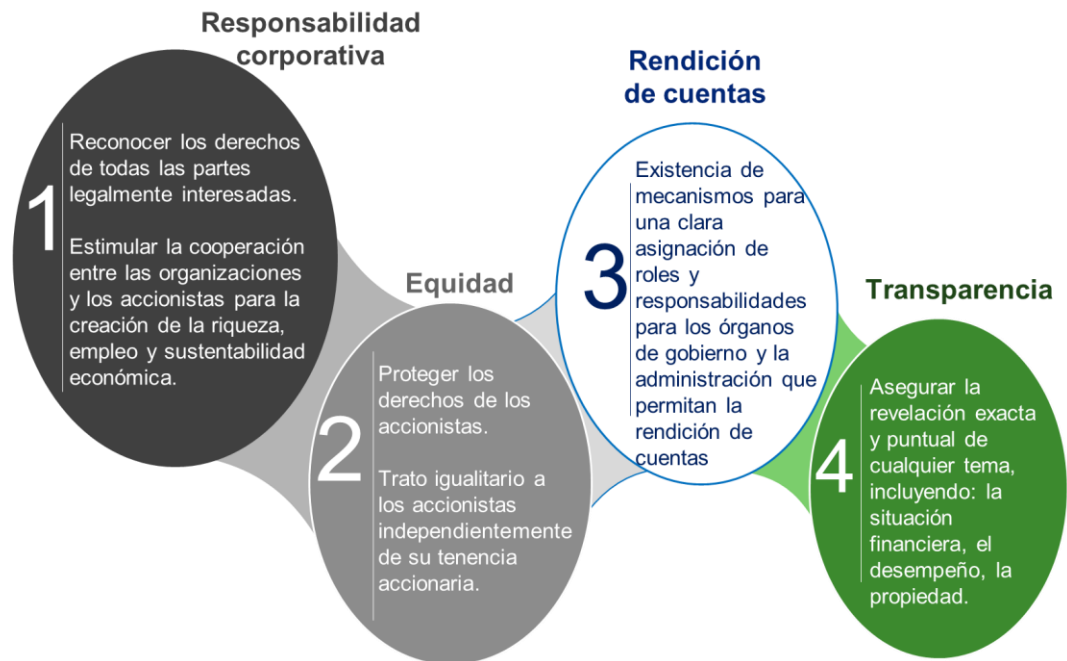 Responsabilidad
corporativa
1
Reconocer los derechos
de todas las partes
legalmente interesadas.
Estimular la cooperación
entre las organizaciones
y los accionistas para la
creación de la riqueza,
empleo y sustentabilidad
económica.
Equidad
2
Proteger los
derechos de los
accionistas.
Trato igualitario a
los accionistas
independientemente
de su tenencia
accionaria.
Rendición
de cuentas
3
Existencia de
mecanismos para
una clara
asignación de
roles y
responsabilidades
para los órganos
de gobierno y la
administración que
permitan la
rendición de
cuentas
Transparencia
4
Asegurar la
revelación exacta
y puntual de
cualquier tema,
incluyendo: la
situación
financiera, el
desempeño, la
propiedad.